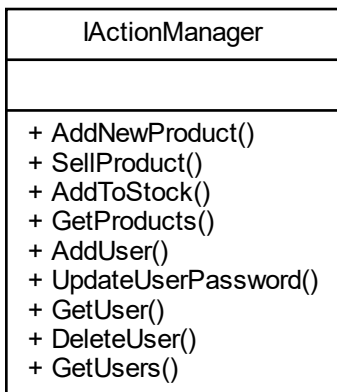 IActionManager
+ AddNewProduct()
+ SellProduct()
+ AddToStock()
+ GetProducts()
+ AddUser()
+ UpdateUserPassword()
+ GetUser()
+ DeleteUser()
+ GetUsers()